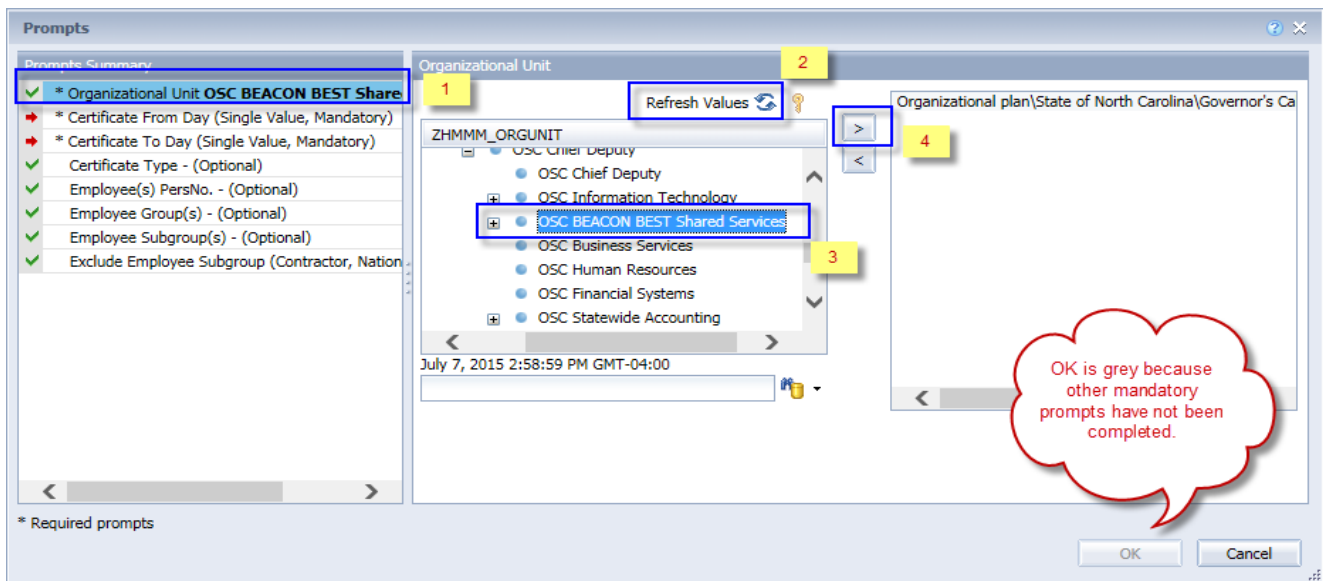 Prompts
Prompts Summary
* Organizational Unit OSC BEACON BEST Share
* Certificate From Day (Single Value, Mandatory)
* Certificate To Day (Single Value, Mandatory)
Certificate Type - (Optional)
Employee(s) PersNo. - (Optional)
Employee Group(s) - (Optional)
Employee Subgroup(s) - (Optional)
Exclude Employee Subgroup (Contractor, Nation
* Required prompts
1
Organizational Unit
2
Refresh Values
ZHMMM_ORGUNIT
OSC Chief Deputy
OSC Chief Deputy
OSC Information Technology
OSC BEACON BEST Shared Services
OSC Business Services
OSC Human Resources
OSC Financial Systems
OSC Statewide Accounting
3
July 7, 2015 2:58:59 PM GMT-04:00
>
<
4
Organizational plan\State of North Carolina\Governor's Ca
OK is grey because
other mandatory
prompts have not been
completed.
OK
Cancel